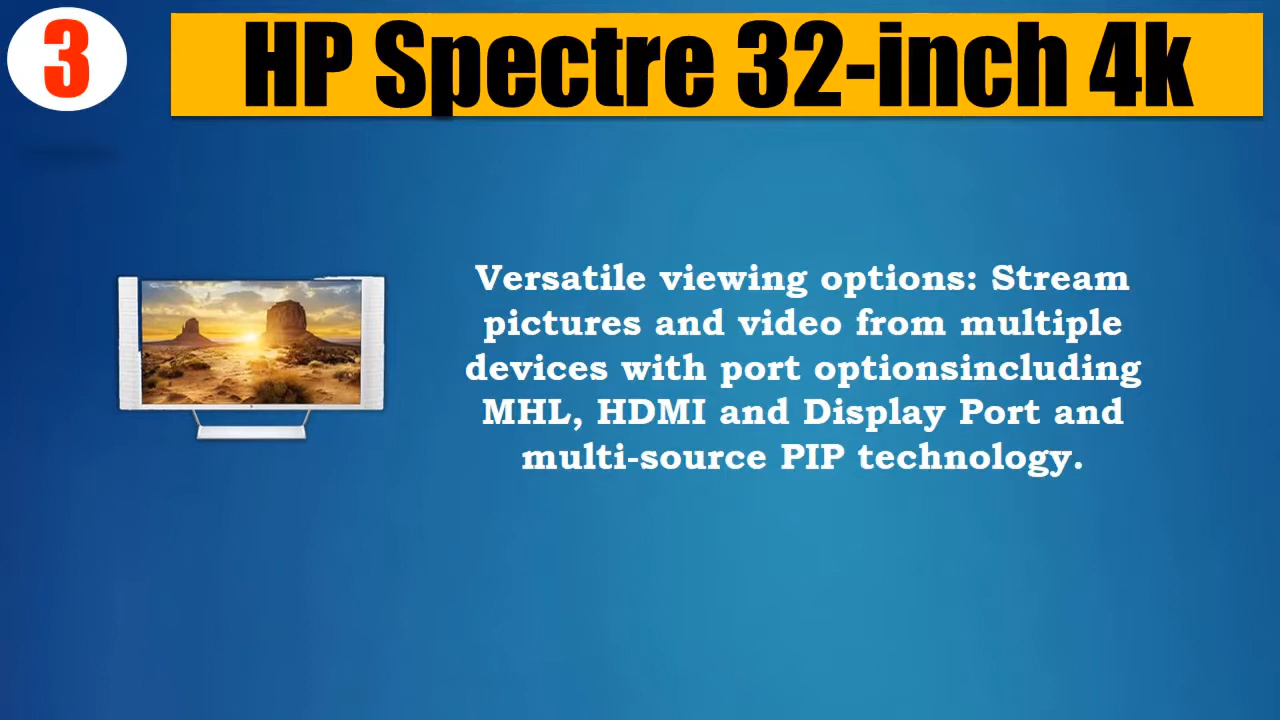 3
HP Spectre 32-inch 4k
Versatile viewing options: Stream
pictures and video from multiple
devices with port optionsincluding
MHL, HDMI and Display Port and
multi-source PIP technology.